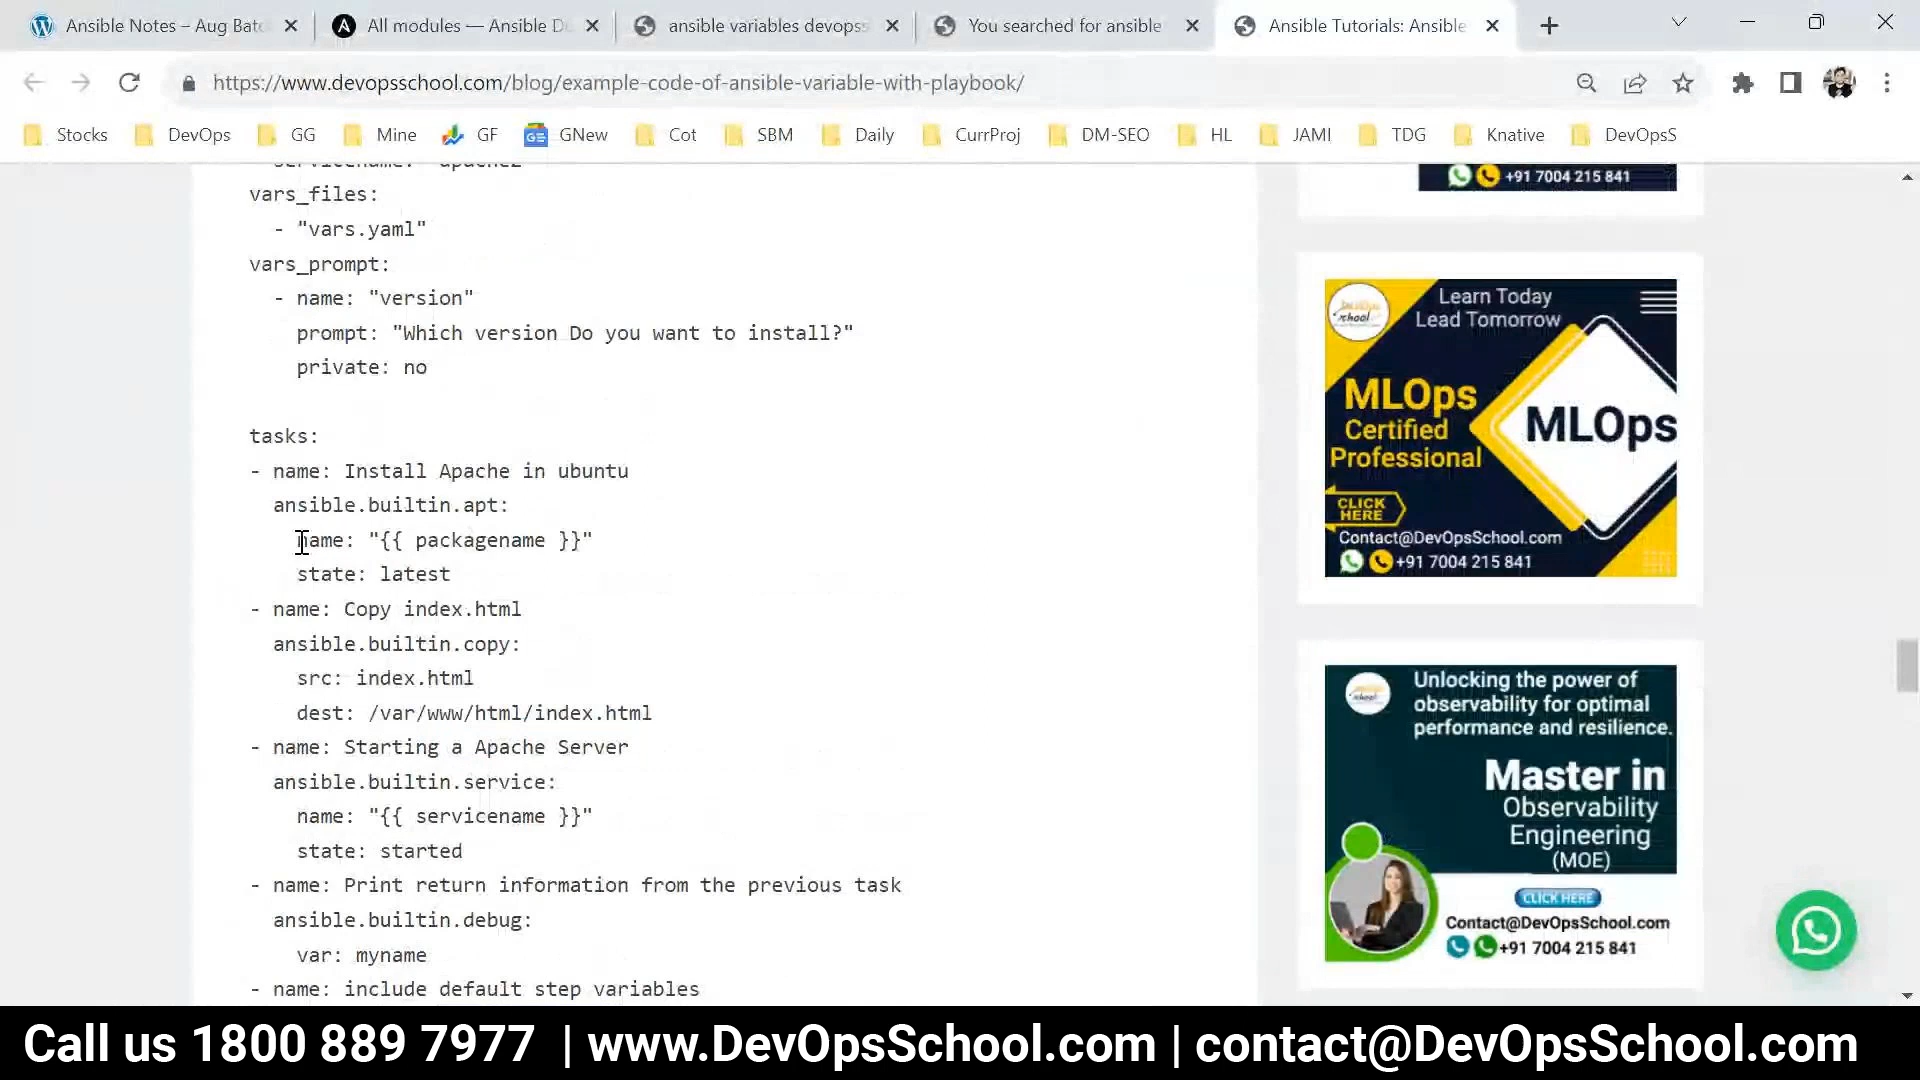 Ansible Notes – Aug Batc
All modules — Ansible Do
ansible variables devopss
You searched for ansible
Ansible Tutorials: Ansible
https://www.devopsschool.com/blog/example-code-of-ansible-variable-with-playbook/
Stocks
DevOps
GG
Mine
GF
GNew
Cot
SBM
Daily
CurrProj
DM-SEO
HL
JAMI
TDG
Knative
DevOpsS
servicename: "apache2"
vars_files:
- "vars.yaml"
vars_prompt:
- name: "version"
prompt: "Which version Do you want to install?"
private: no
tasks:
- name: Install Apache in ubuntu
ansible.builtin.apt:
name: "{{ packagename }}"
state: latest
- name: Copy index.html
ansible.builtin.copy:
src: index.html
dest: /var/www/html/index.html
- name: Starting a Apache Server
ansible.builtin.service:
name: "{{ servicename }}"
state: started
- name: Print return information from the previous task
ansible.builtin.debug:
var: myname
- name: include default step variables
+91 7004 215 841
Learn Today
Lead Tomorrow
MLOps
Certified
Professional
MLOps
CLICK
HERE
Contact@DevOpsSchool.com
+91 7004 215 841
Unlocking the power of
observability for optimal
performance and resilience.
Master in
Observability
Engineering
(MOE)
CLICK HERE
Contact@DevOpsSchool.com
+91 7004 215 841
Call us 1800 889 7977 | www.DevOpsSchool.com | contact@DevOpsSchool.com